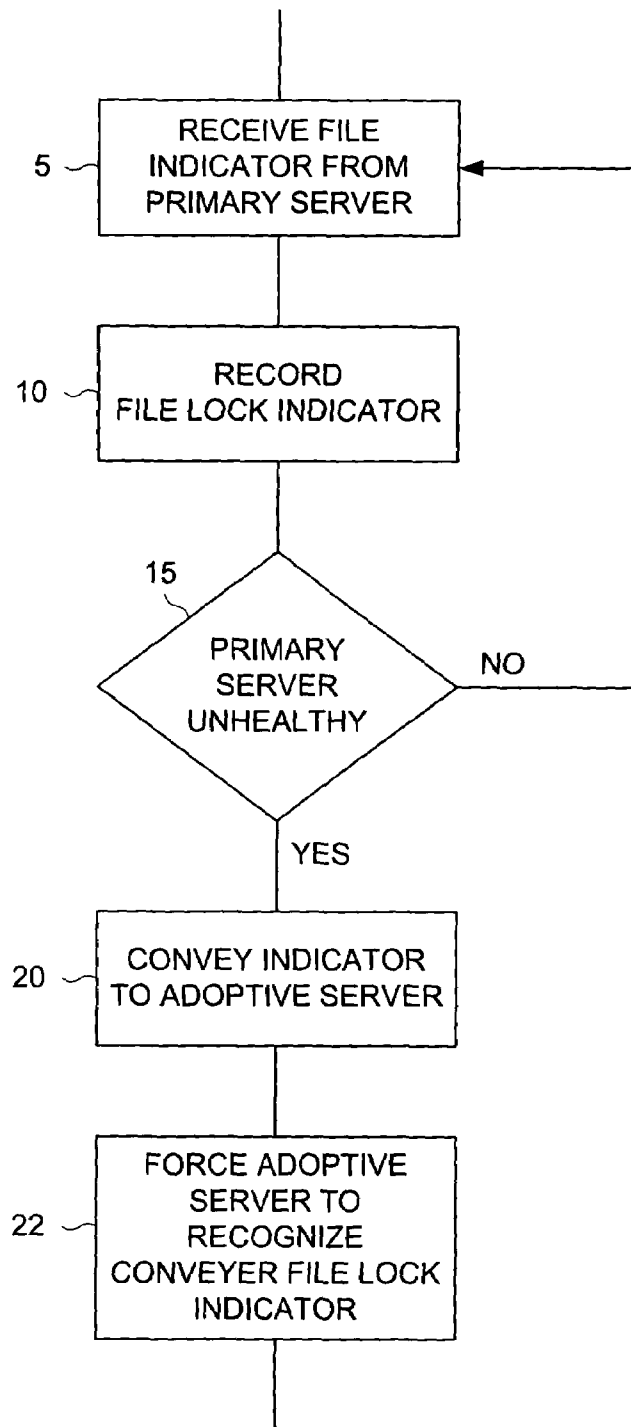 RECEIVE FILE
5
INDICATOR FROM
PRIMARY SERVER
10
RECORD
FILE LOCK INDICATOR
15
PRIMARY
SERVER
UNHEALTHY
NO
YES
20
CONVEY INDICATOR
TO ADOPTIVE SERVER
FORCE ADOPTIVE
SERVER TO
22
RECOGNIZE
CONVEYER FILE LOCK
INDICATOR